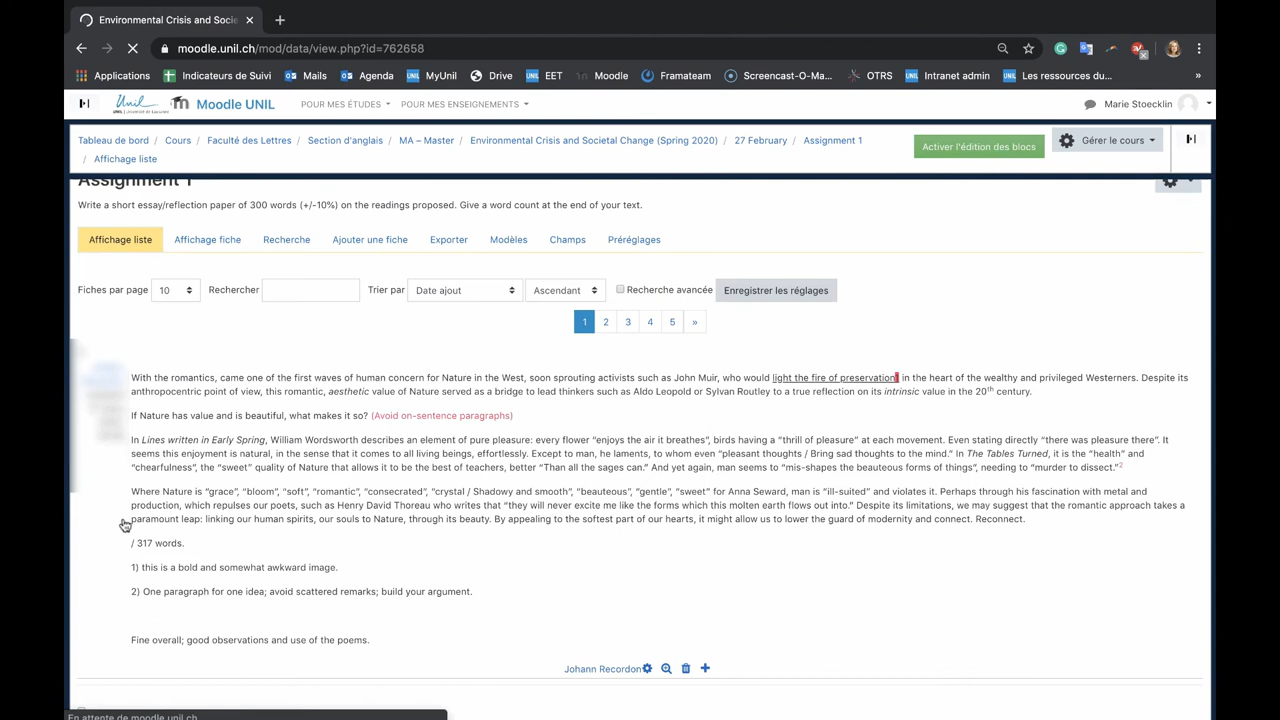 Environmental Crisis and Socie
moodle.unil.ch/mod/data/view.php?id=762658
Applications Indicateurs de Suivi Mails Agenda MyUnil Drive EET Moodle Framateam Screencast-O-Ma... OTRS Intranet admin Les ressources du... »
Unil Moodle UNIL POUR MES ÉTUDES POUR MES ENSEIGNEMENTS Marie Stoecklin
Tableau de bord / Cours / Faculté des Lettres / Section d'anglais / MA – Master / Environmental Crisis and Societal Change (Spring 2020) / 27 February / Assignment 1
/ Affichage liste
Activer l'édition des blocs Gérer le cours
Assignment 1
Write a short essay/reflection paper of 300 words (+/-10%) on the readings proposed. Give a word count at the end of your text.
Affichage liste Affichage fiche Recherche Ajouter une fiche Exporter Modèles Champs Préréglages
Fiches par page 10 Rechercher Trier par Date ajout Ascendant Recherche avancée Enregistrer les réglages
1 2 3 4 5 »
With the romantics, came one of the first waves of human concern for Nature in the West, soon sprouting activists such as John Muir, who would light the fire of preservation1 in the heart of the wealthy and privileged Westerners. Despite its
anthropocentric point of view, this romantic, aesthetic value of Nature served as a bridge to lead thinkers such as Aldo Leopold or Sylvan Routley to a true reflection on its intrinsic value in the 20th century.
If Nature has value and is beautiful, what makes it so? (Avoid on-sentence paragraphs)
In Lines written in Early Spring, William Wordsworth describes an element of pure pleasure: every flower “enjoys the air it breathes”, birds having a “thrill of pleasure” at each movement. Even stating directly “there was pleasure there”. It
seems this enjoyment is natural, in the sense that it comes to all living beings, effortlessly. Except to man, he laments, to whom even “pleasant thoughts / Bring sad thoughts to the mind.” In The Tables Turned, it is the “health” and
“chearfulness”, the “sweet” quality of Nature that allows it to be the best of teachers, better “Than all the sages can.” And yet again, man seems to “mis-shapes the beauteous forms of things”, needing to “murder to dissect.”2
Where Nature is “grace”, “bloom”, “soft”, “romantic”, “consecrated”, “crystal / Shadowy and smooth”, “beauteous”, “gentle”, “sweet” for Anna Seward, man is “ill-suited” and violates it. Perhaps through his fascination with metal and
production, which repulses our poets, such as Henry David Thoreau who writes that “they will never excite me like the forms which this molten earth flows out into.” Despite its limitations, we may suggest that the romantic approach takes a
paramount leap: linking our human spirits, our souls to Nature, through its beauty. By appealing to the softest part of our hearts, it might allow us to lower the guard of modernity and connect. Reconnect.
/ 317 words.
1) this is a bold and somewhat awkward image.
2) One paragraph for one idea; avoid scattered remarks; build your argument.
Fine overall; good observations and use of the poems.
Johann Recordon
En attente de moodle.unil.ch